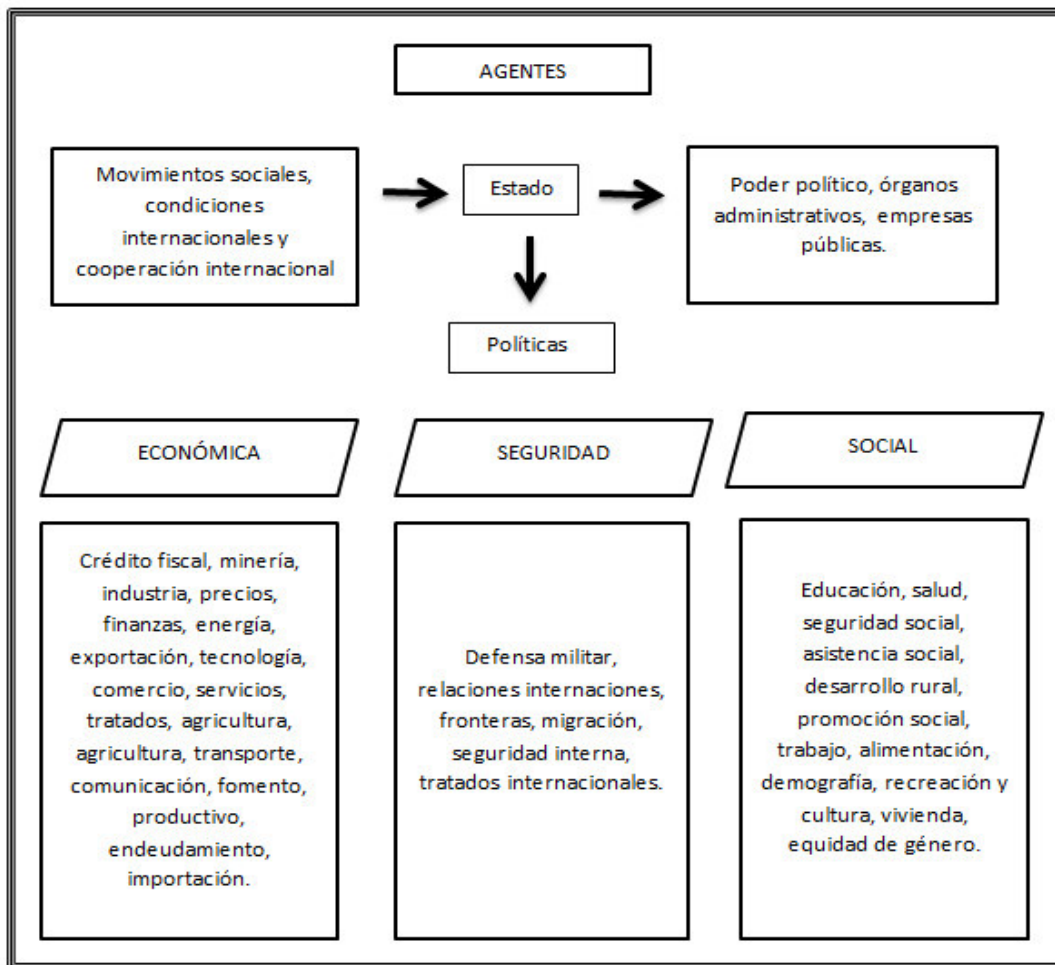 AGENTES
Movimientos sociales,
condiciones
internacionales y
cooperación internacional
Estado
Poder político, órganos
administrativos, empresas
públicas.
Políticas
ECONÓMICA
SEGURIDAD
SOCIAL
Crédito fiscal, minería,
industria, precios,
finanzas, energía,
exportación, tecnología,
comercio, servicios,
tratados, agricultura,
agricultura, transporte,
comunicación, fomento,
productivo,
endeudamiento,
importación.
Defensa militar,
relaciones internaciones,
fronteras, migración,
seguridad interna,
tratados internacionales.
Educación, salud,
seguridad social,
asistencia social,
desarrollo rural,
promoción social,
trabajo, alimentación,
demografía, recreación y
cultura, vivienda,
equidad de género.